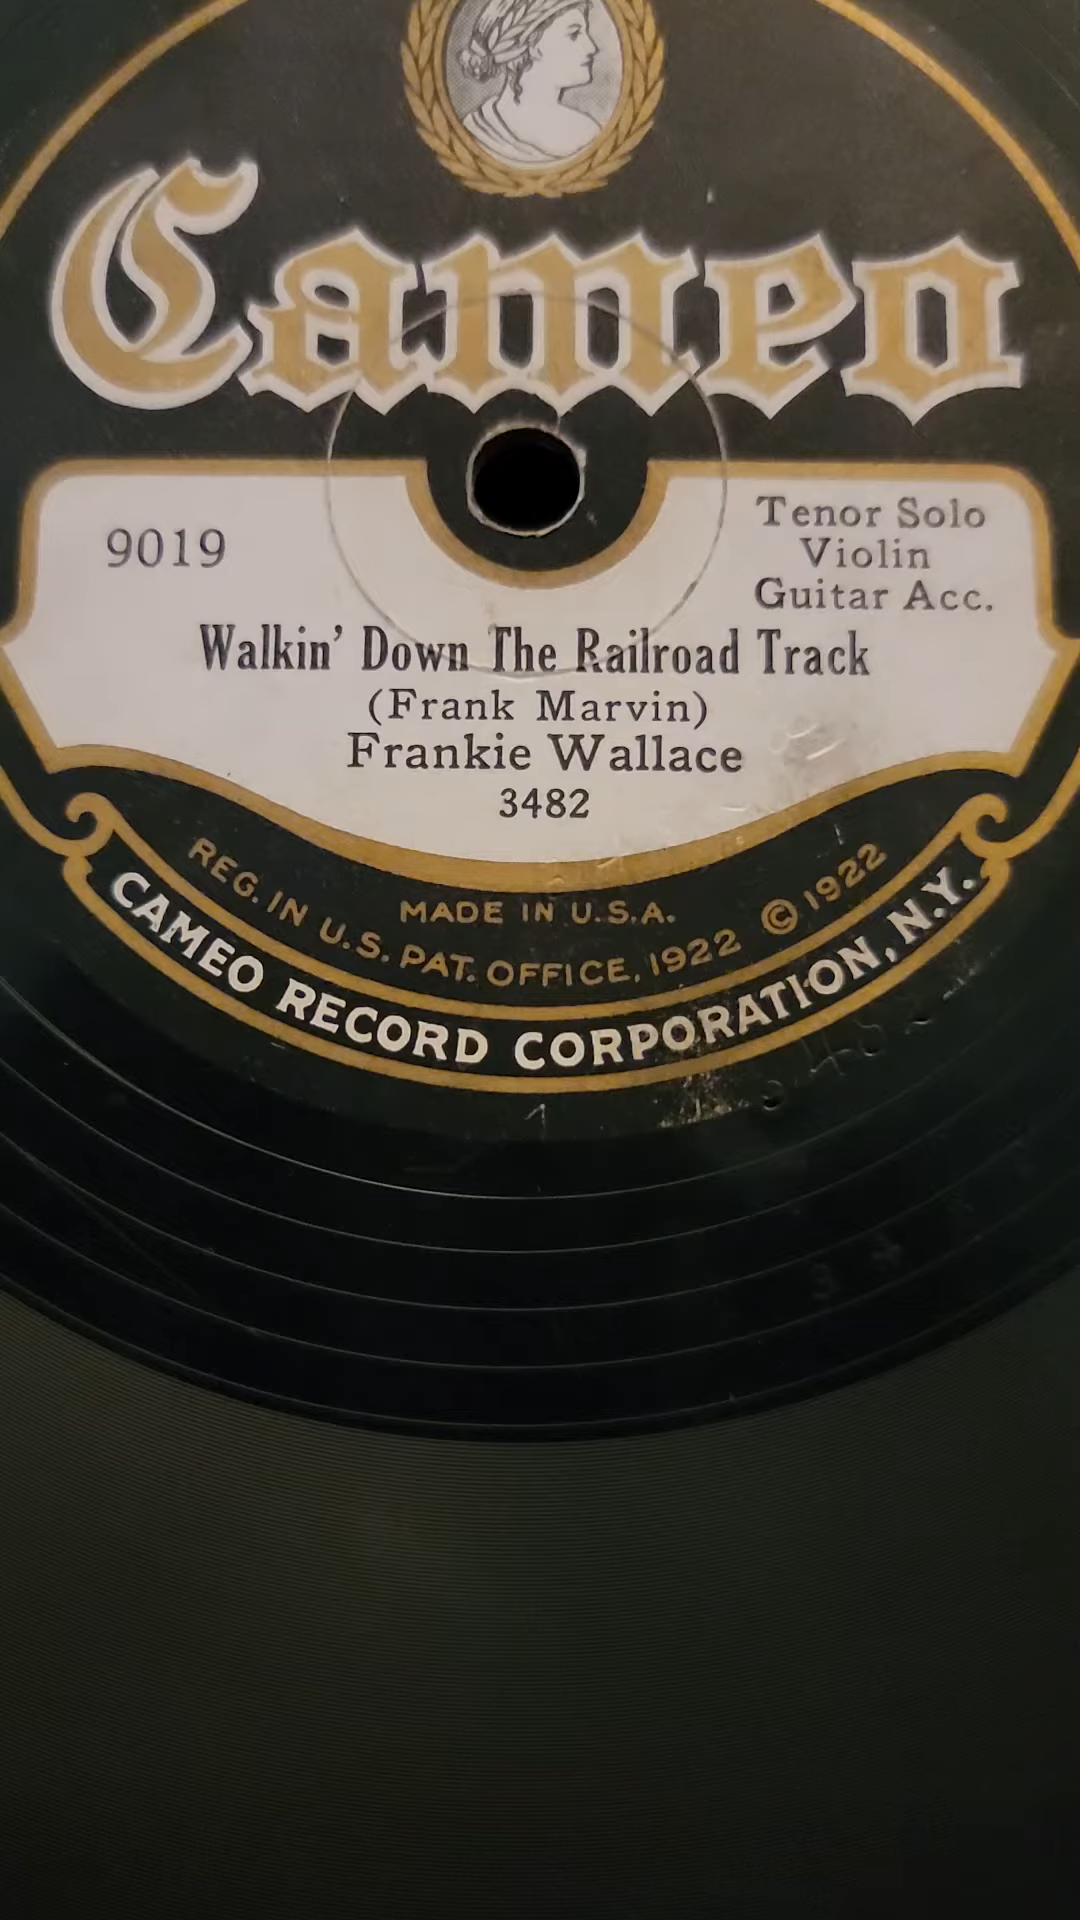 Cameo
9019
Tenor Solo
Violin
Guitar Acc.
Walkin' Down The Railroad Track
(Frank Marvin)
Frankie Wallace
3482
MADE IN U.S.A.
REG. IN U.S. PAT. OFFICE, 1922 © 1922
CAMEO RECORD CORPORATION, N.Y.